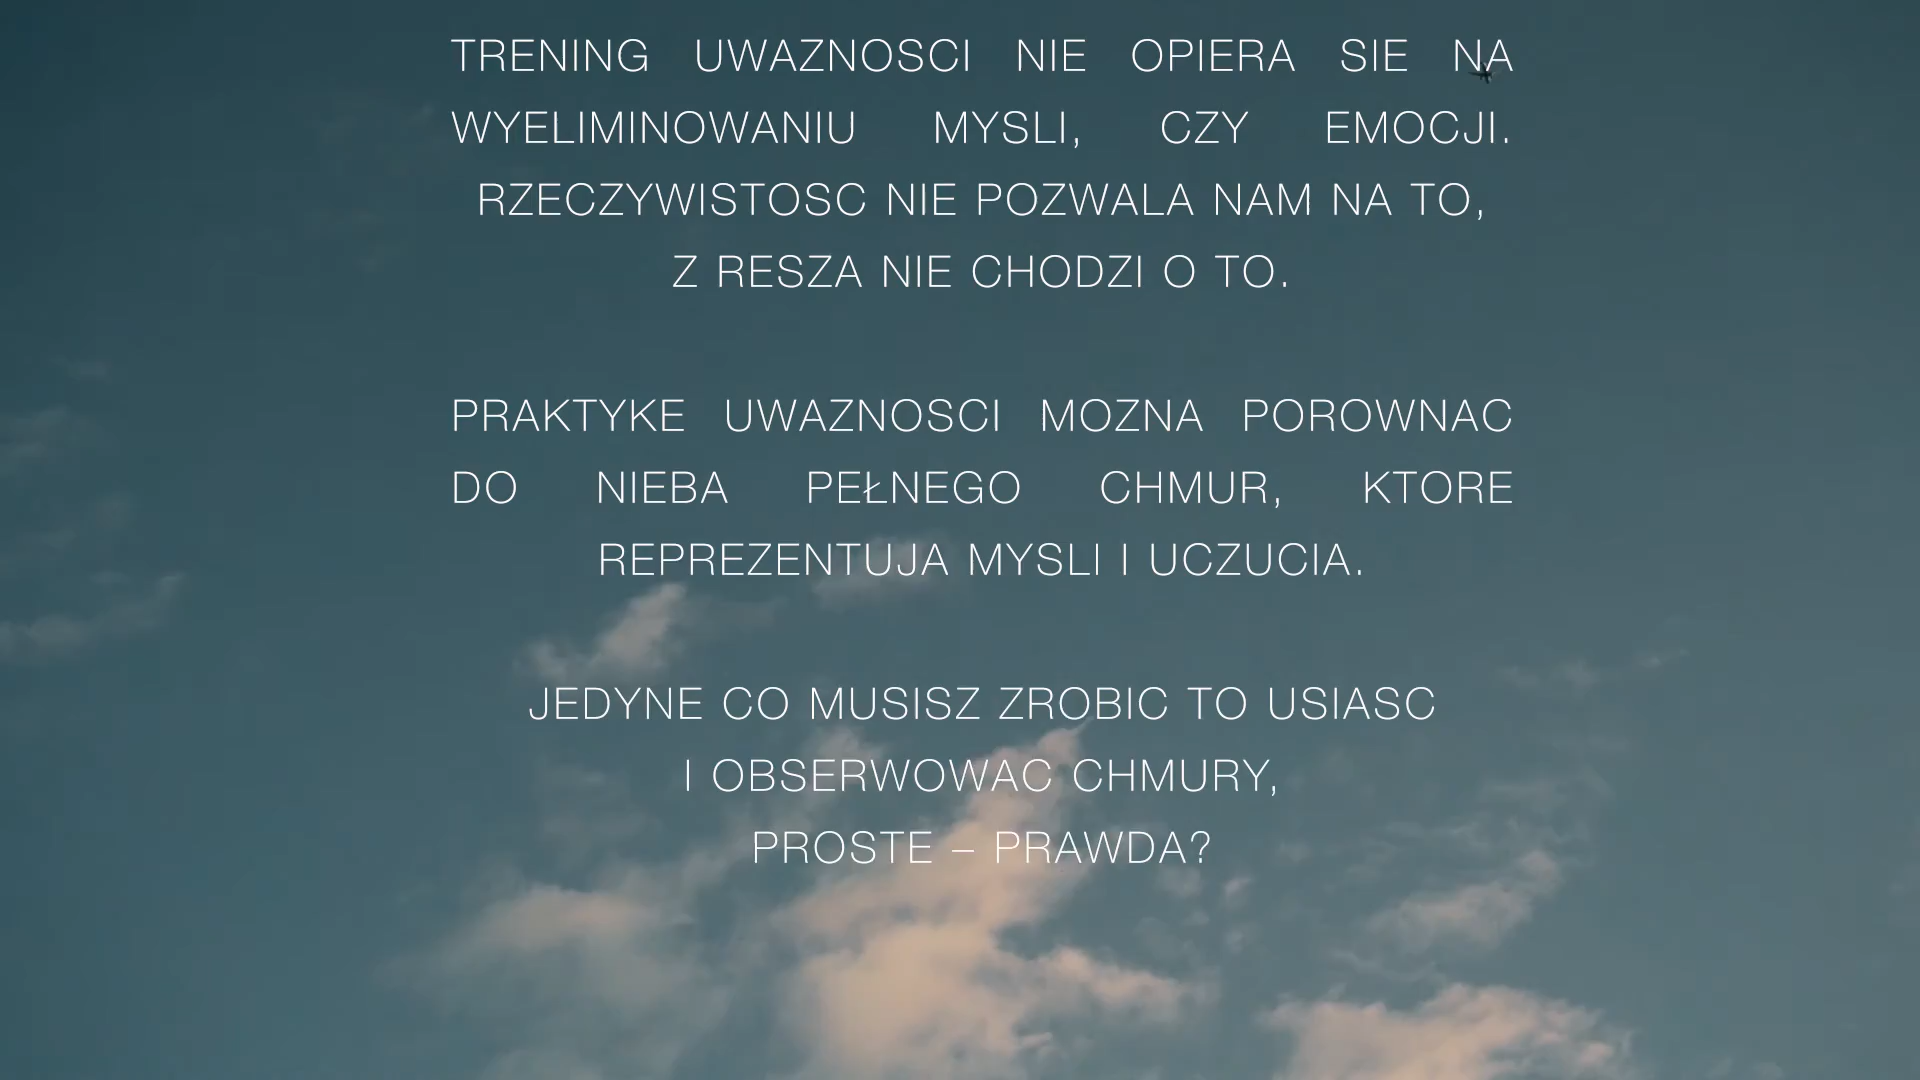 TRENING UWAZNOSCI NIE OPIERA SIE NA
WYELIMINOWANIU MYSLI, CZY EMOCJI.
RZECZYWISTOSC NIE POZWALA NAM NA TO,
Z RESZA NIE CHODZI O TO.
PRAKTYKE UWAZNOSCI MOZNA POROWNAC
DO NIEBA PEŁNEGO CHMUR, KTORE
REPREZENTUJA MYSLI I UCZUCIA.
JEDYNE CO MUSISZ ZROBIC TO USIASC
I OBSERWOWAC CHMURY,
PROSTE – PRAWDA?